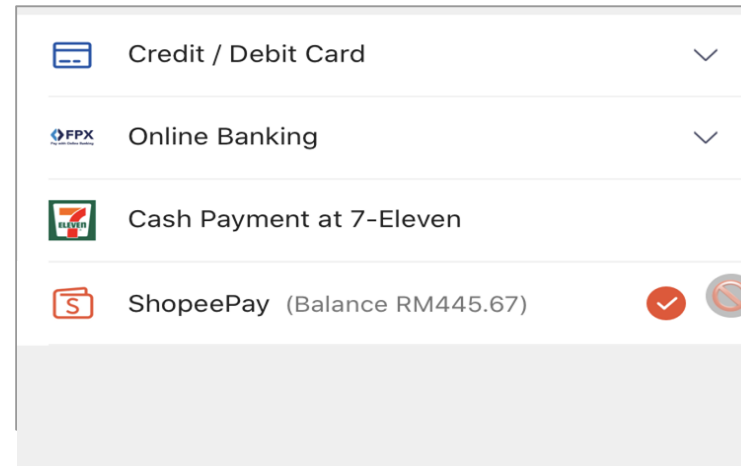 Credit / Debit Card
FPX
Pay with Online Banking
Online Banking
7
ELEVEN
Cash Payment at 7-Eleven
S
ShopeePay (Balance RM445.67)